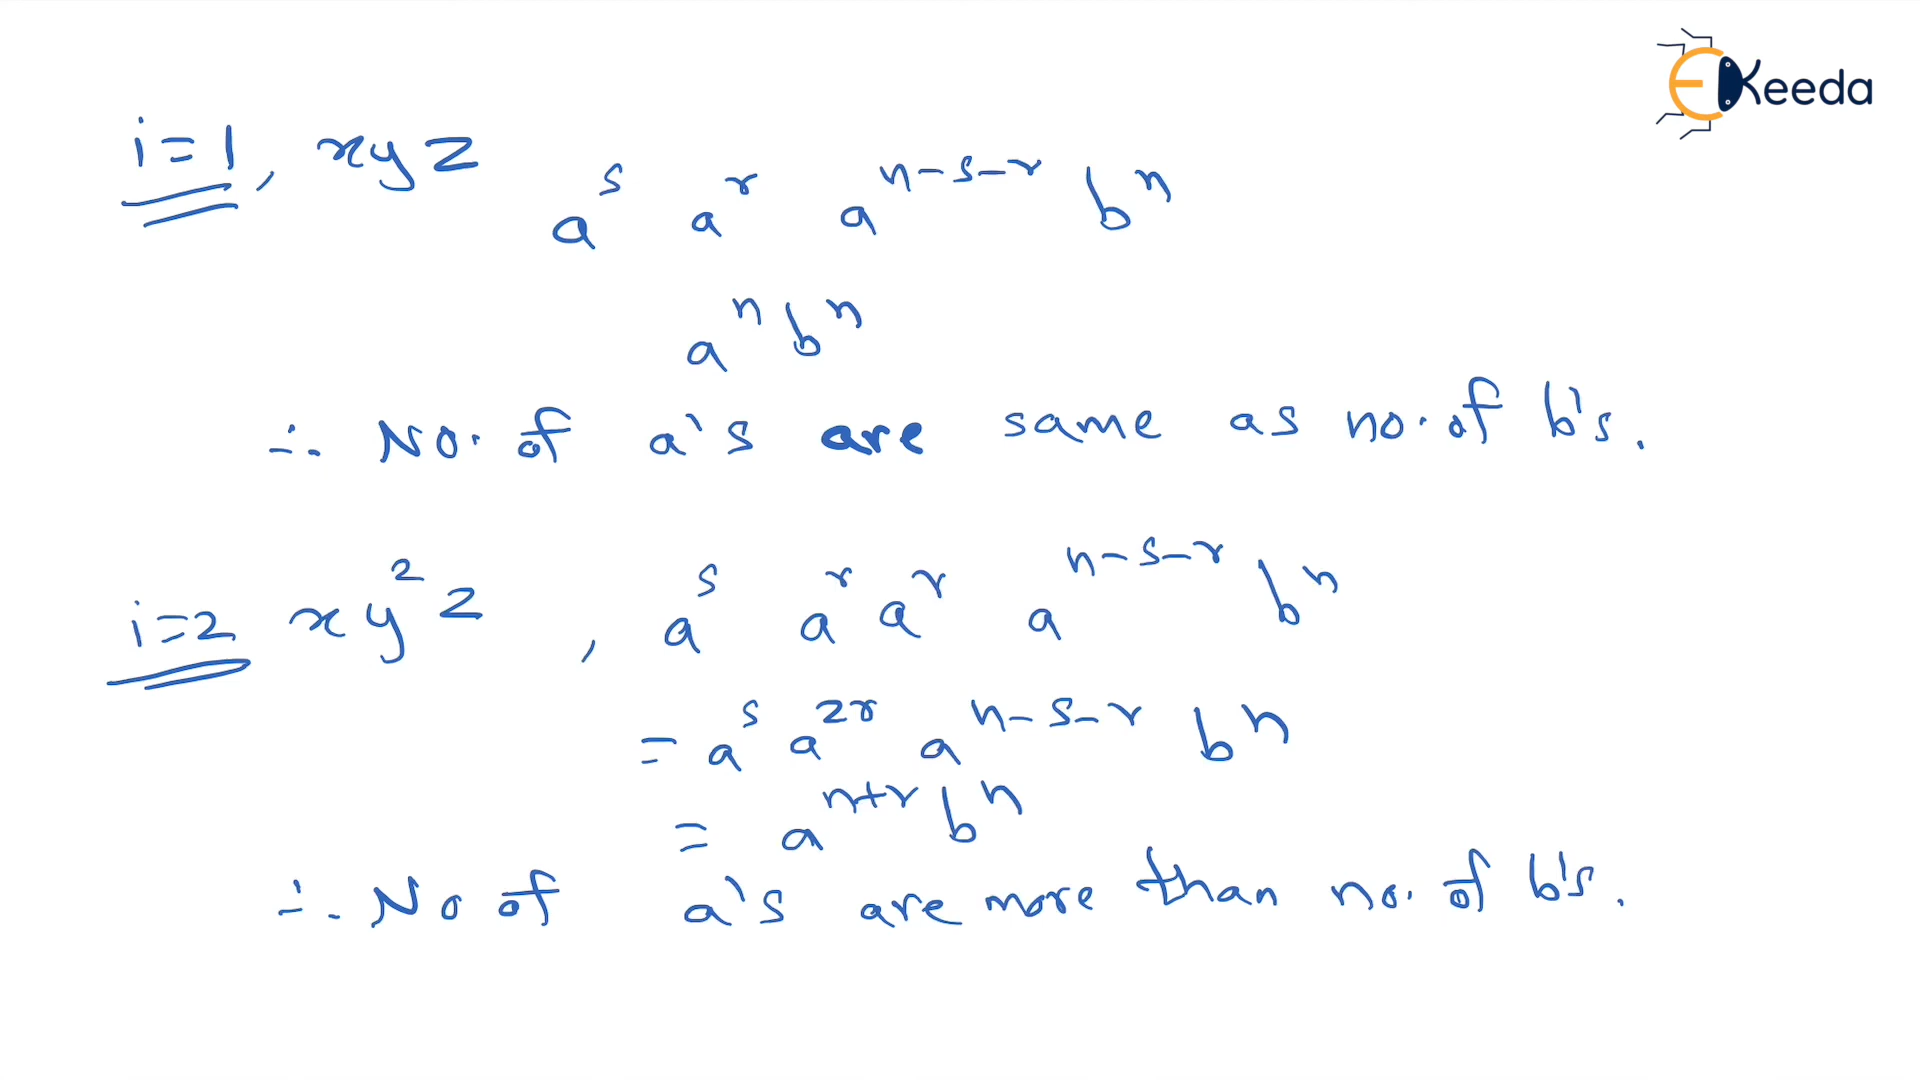 EKeeda
i=1, xyz
a^s a^r a^{n-s-r} b^n
a^n b^n
∴ No. of a's are same as no. of b's.
i=2 xy^2z , a^s a^r a^r a^{n-s-r} b^n
= a^s a^{2r} a^{n-s-r} b^n
= a^{n+r} b^n
∴ No of a's are more than no. of b's.